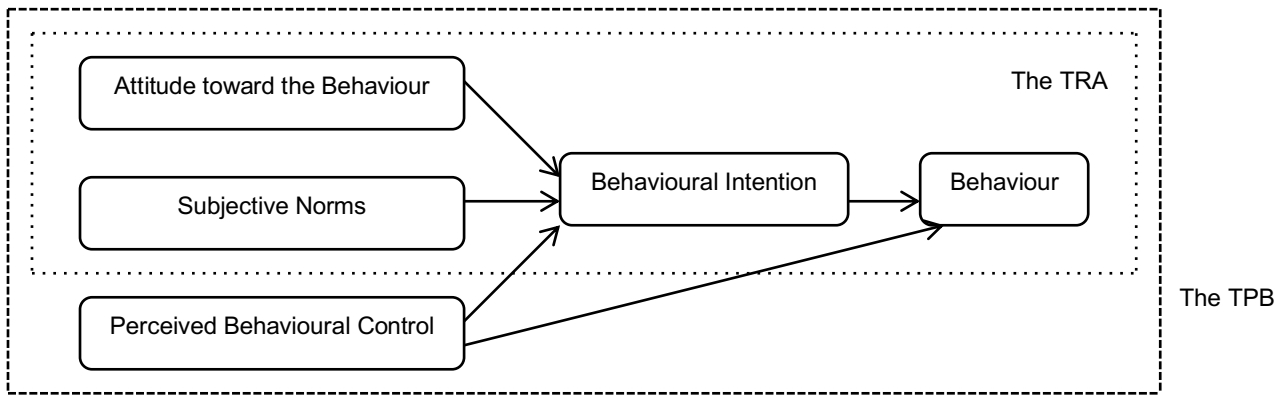 Attitude toward the Behaviour
The TRA
Behavioural Intention
Behaviour
Subjective Norms
The TPB
Perceived Behavioural Control